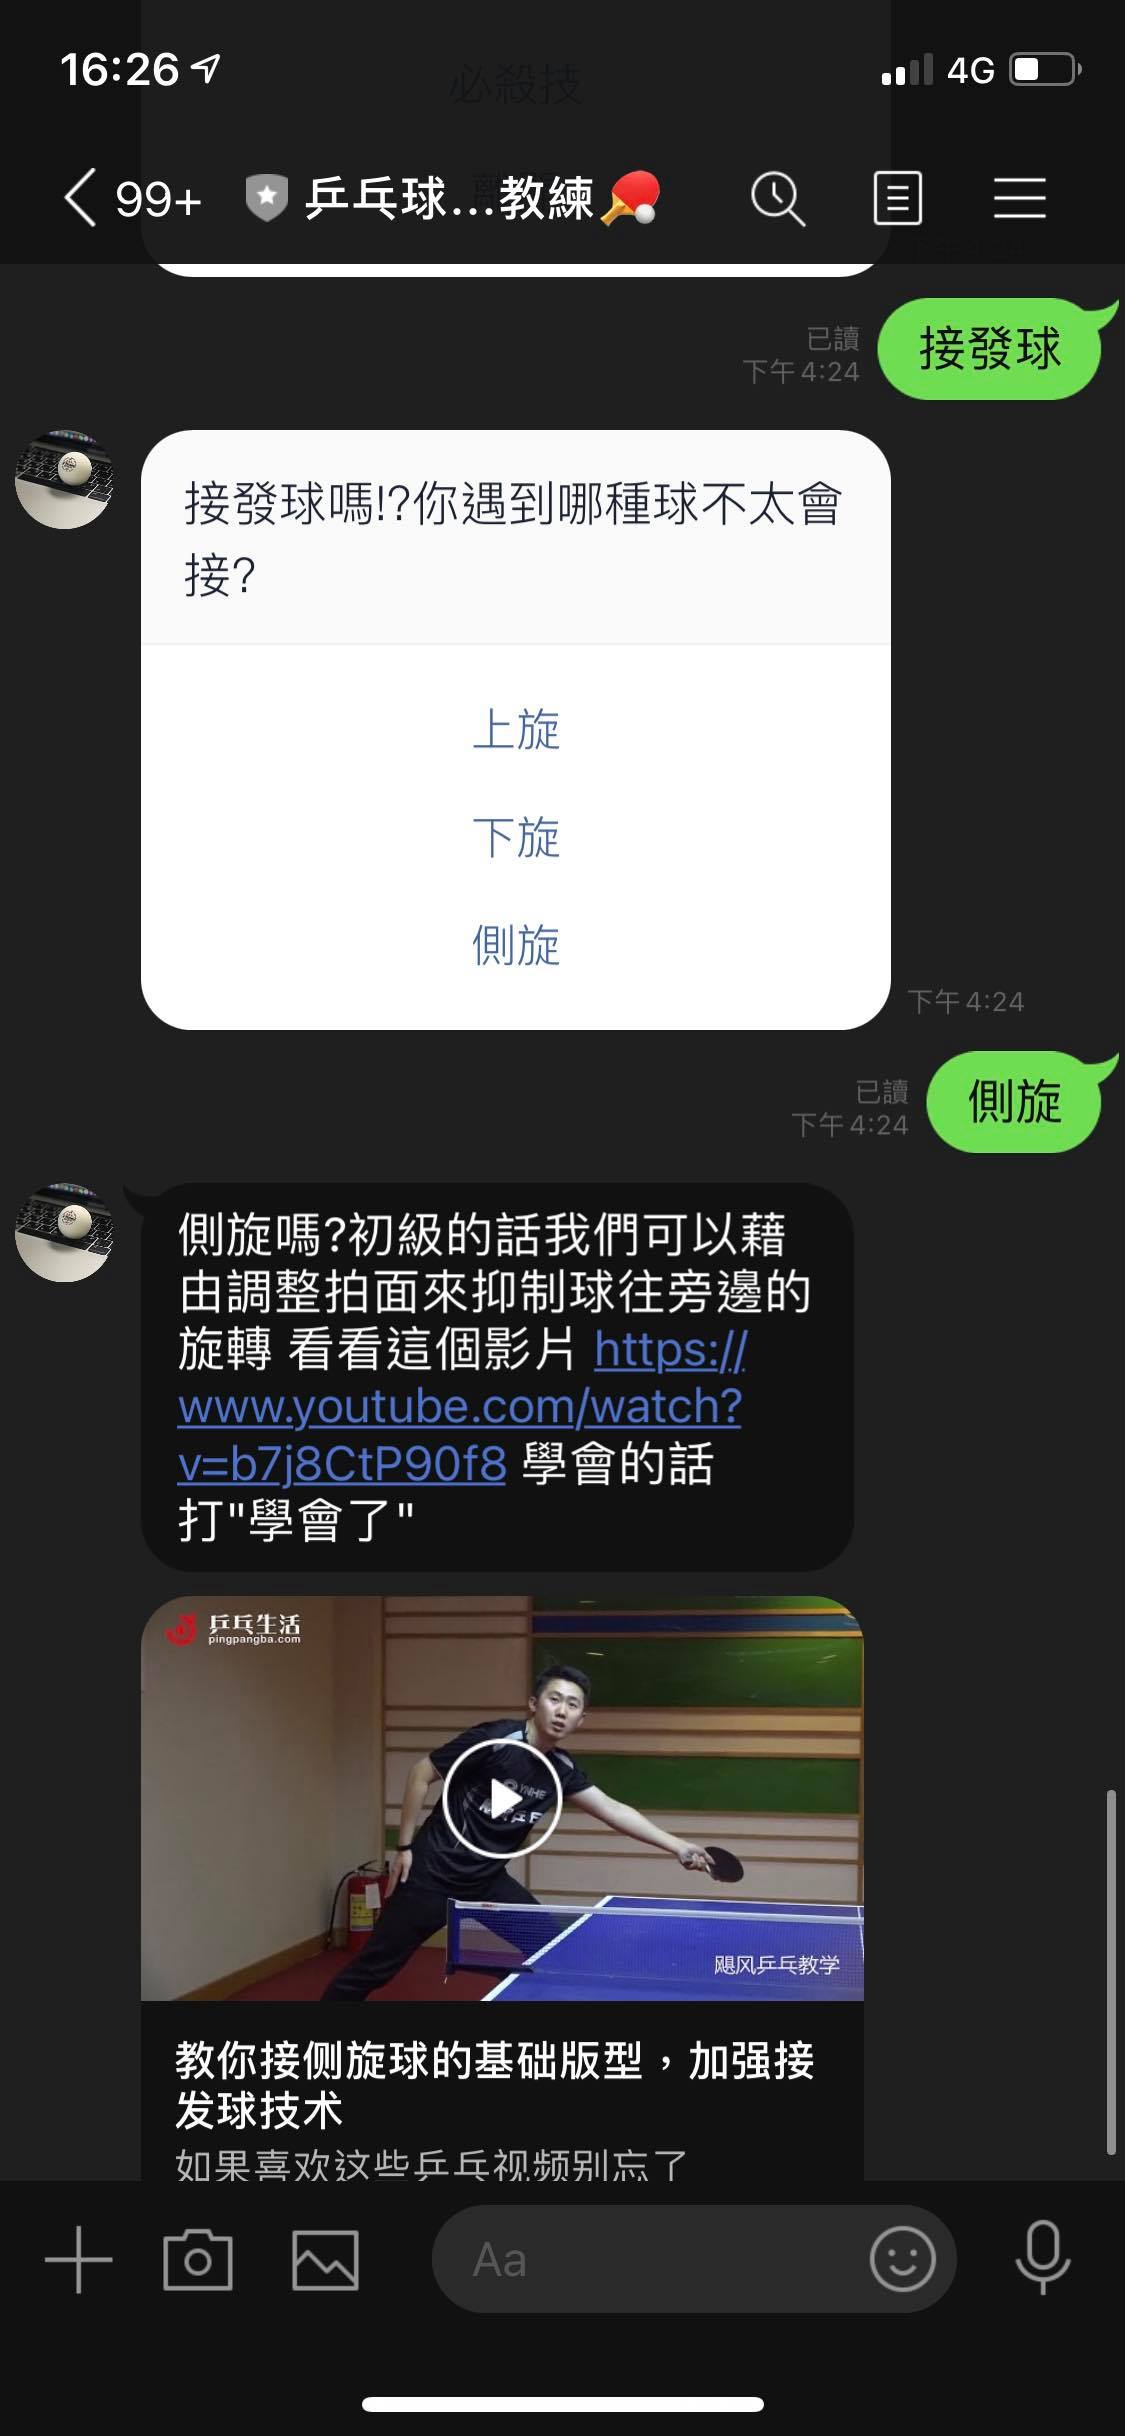 16:26
4G
必殺技
99+
乒乓球...教練🏓
已讀
下午 4:24
接發球
接發球嗎!?你遇到哪種球不太會
接?
上旋
下旋
側旋
下午 4:24
已讀
下午 4:24
側旋
側旋嗎?初級的話我們可以藉
由調整拍面來抑制球往旁邊的
旋轉 看看這個影片 https://
www.youtube.com/watch?
v=b7j8CtP90f8 學會的話
打"學會了"
乒乓生活
pingpangba.com
YNHE
飓风乒乓教学
教你接侧旋球的基础版型，加强接
发球技术
如果喜欢这些乒乓视频别忘了
Aa